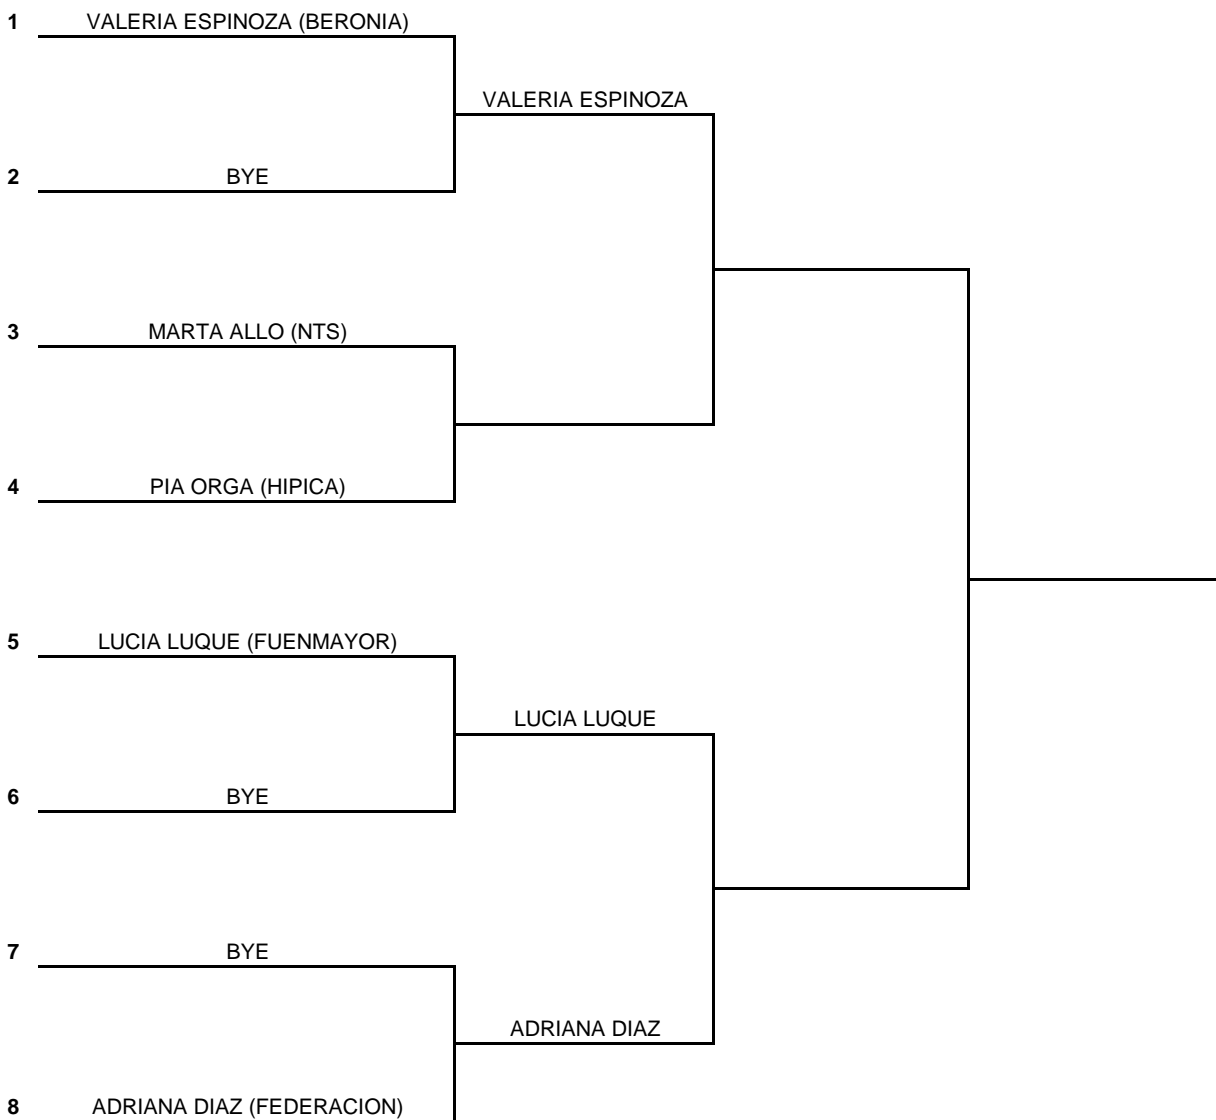 1 VALERIA ESPINOZA (BERONIA)
VALERIA ESPINOZA
2 BYE
3 MARTA ALLO (NTS)
4 PIA ORGA (HIPICA)
5 LUCIA LUQUE (FUENMAYOR)
LUCIA LUQUE
6 BYE
7 BYE
ADRIANA DIAZ
8 ADRIANA DIAZ (FEDERACION)